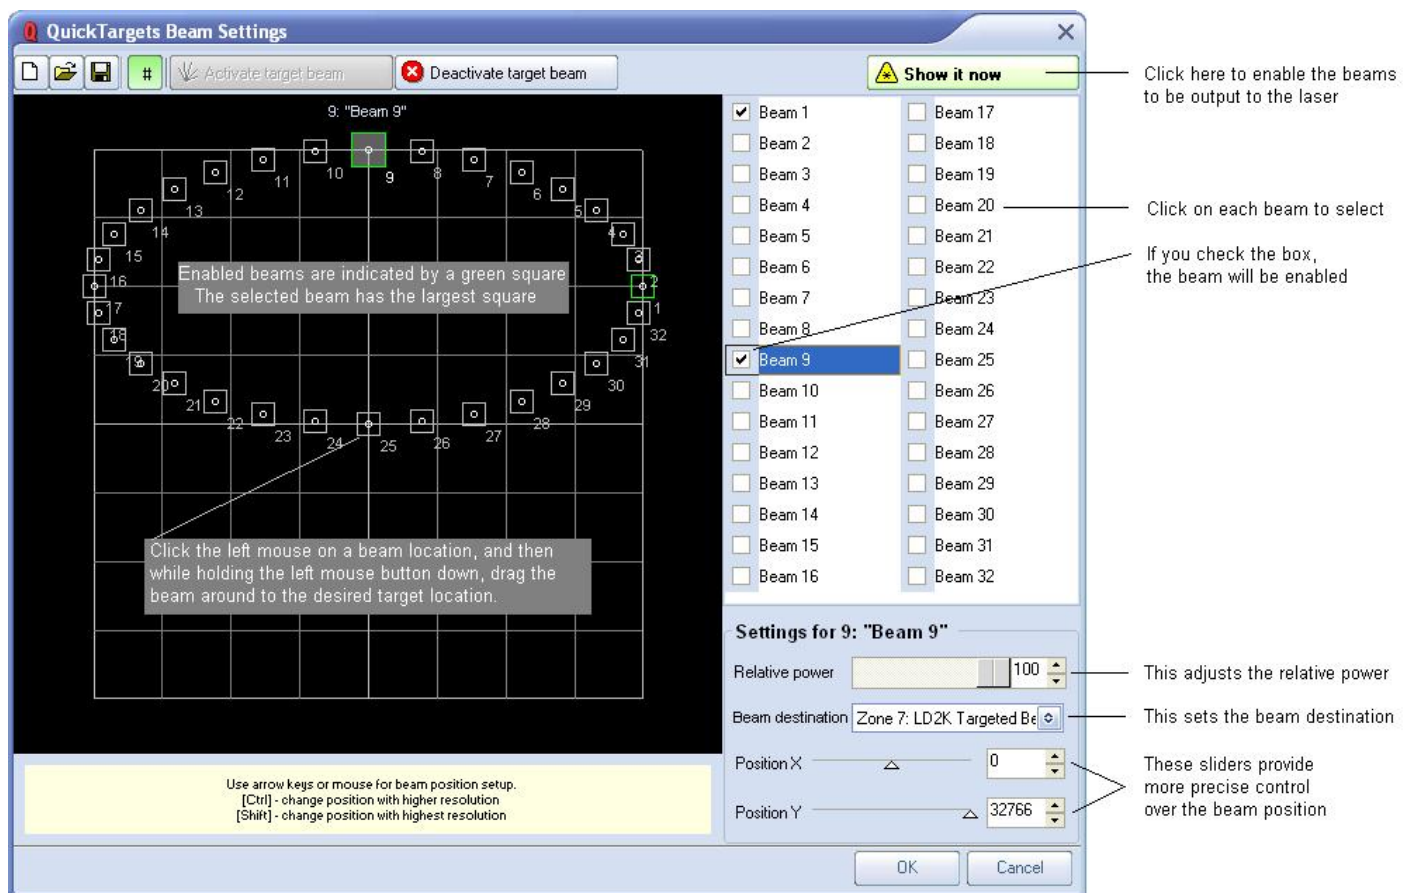 QuickTargets Beam Settings
# Activate target beam Deactivate target beam Show it now
Click here to enable the beams
to be output to the laser
9: "Beam 9"
10 9 8
11 7
12 6
13 5
14 4
15 3
16 2
17 1
18 32
19 31
20 30
21 29
22 28
23 27
24 25 26
Enabled beams are indicated by a green square
The selected beam has the largest square
Click the left mouse on a beam location, and then
while holding the left mouse button down, drag the
beam around to the desired target location.
Use arrow keys or mouse for beam position setup.
[Ctrl] - change position with higher resolution
[Shift] - change position with highest resolution
Beam 1
Beam 2
Beam 3
Beam 4
Beam 5
Beam 6
Beam 7
Beam 8
Beam 9
Beam 10
Beam 11
Beam 12
Beam 13
Beam 14
Beam 15
Beam 16
Beam 17
Beam 18
Beam 19
Beam 20
Beam 21
Beam 22
Beam 23
Beam 24
Beam 25
Beam 26
Beam 27
Beam 28
Beam 29
Beam 30
Beam 31
Beam 32
Click on each beam to select
If you check the box,
the beam will be enabled
Settings for 9: "Beam 9"
Relative power 100
This adjusts the relative power
Beam destination Zone 7: LD2K Targeted Be
This sets the beam destination
Position X 0
Position Y 32766
These sliders provide
more precise control
over the beam position
OK Cancel